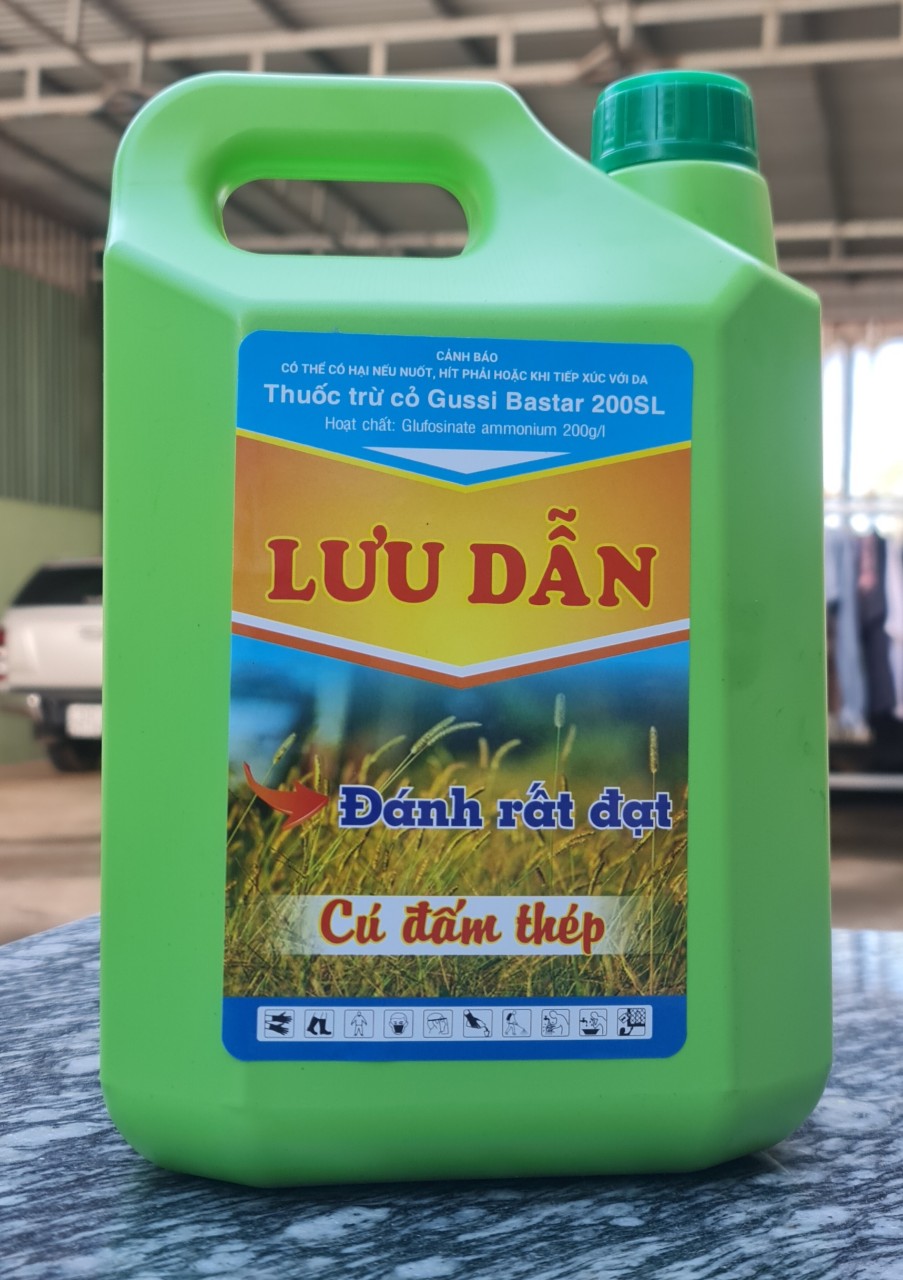 CẢNH BÁO
CÓ THỂ CÓ HẠI NẾU NUỐT, HÍT PHẢI HOẶC KHI TIẾP XÚC VỚI DA
Thuốc trừ cỏ Gussi Bastar 200SL
Hoạt chất: Glufosinate ammonium 200g/l
LƯU DẪN
Đánh rất đạt
Cú đấm thép